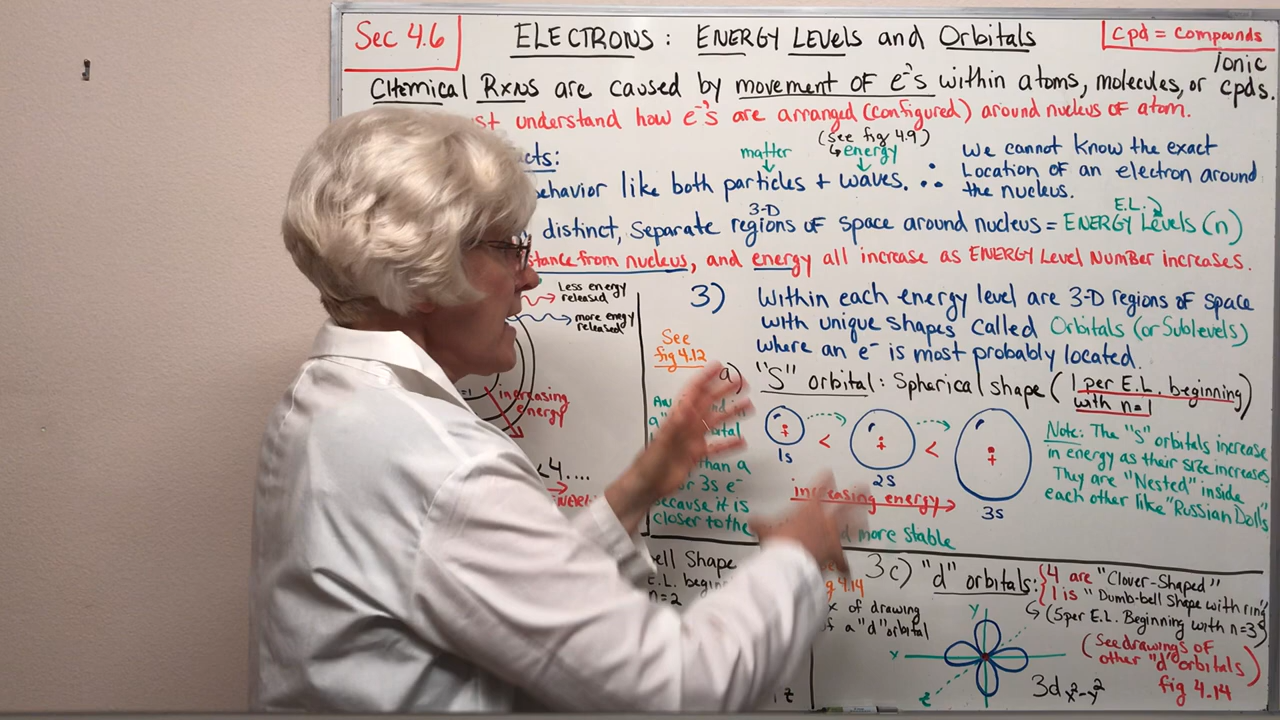 Sec 4.6
ELECTRONS: ENERGY LEVELS and Orbitals
cpd = compounds
CHEMical RXNS are caused by movement of e⁻'s within atoms, molecules, or ionic cpds.
understand how e⁻'s are arranged (configured) around nucleus of atom.
(see fig 4.9)
matter
energy
behavior like both particles + waves. ∴
we cannot know the exact
Location of an electron around
the nucleus.
3-D
E.L.
distinct, separate regions of space around nucleus = ENERGY Levels (n)
from nucleus, and energy all increase as ENERGY Level NumBer increases.
Less energy
released
more enegy
released
increasing
energy
<4....
See
fig 4.12
3) Within each energy level are 3-D regions of space
with unique shapes called Orbitals (or Sublevels)
where an e⁻ is most probably located.
a) "S" orbital: Spherical shape (1 per E.L. beginning
with n=1)
than a
3s e⁻
because it is
closer to the
more stable
+ < + < +
1s
2s
3s
increasing energy
Note: The "S" orbitals increase
in energy as their size increases
They are "Nested" inside
each other like "Russian Dolls"
Shape
E.L.
n=2
4.14
of drawing
a "d" orbital
z
3c) "d" orbitals:
4 are "Clover-Shaped"
1 is "Dumb-bell Shape with ring"
(5 per E.L. Beginning with n=3)
(See drawings of
other "d" orbitals)
fig 4.14
y
x
z
3d x²-y²